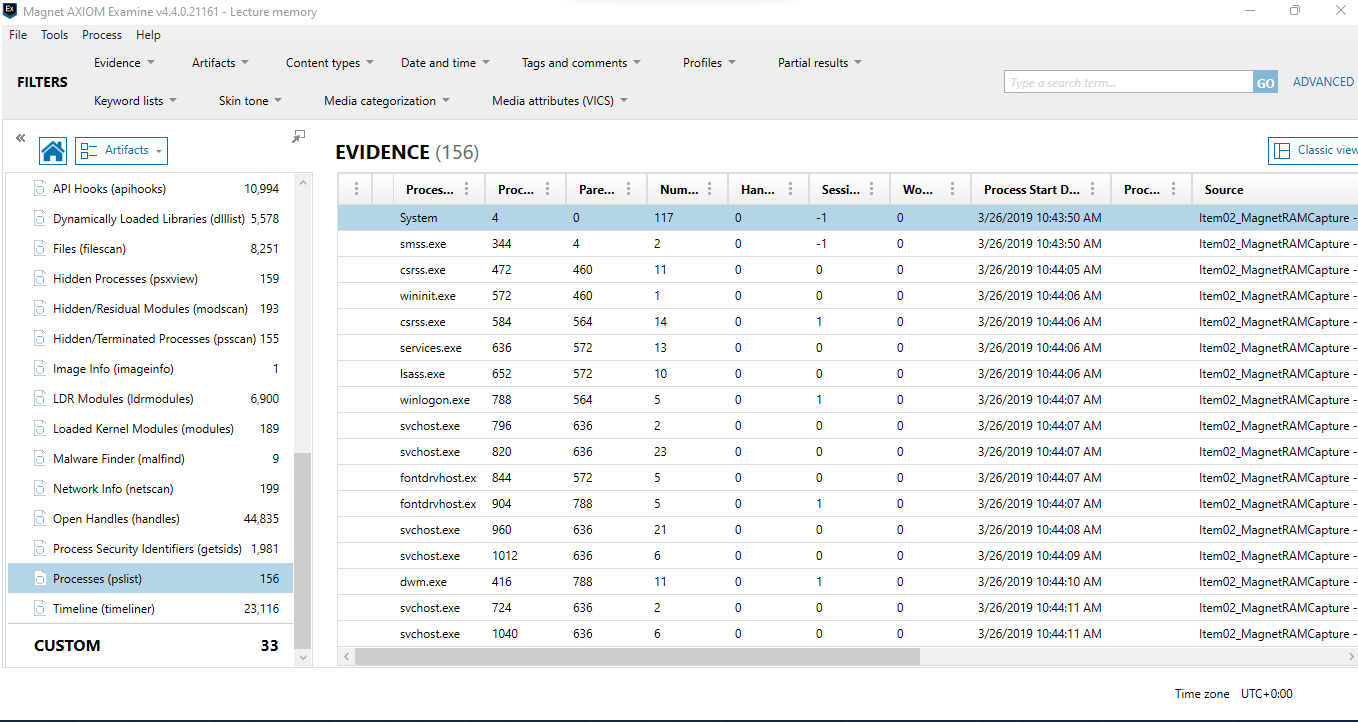 Magnet AXIOM Examine v4.4.0.21161 - Lecture memory
File Tools Process Help
FILTERS
Evidence Artifacts Content types Date and time Tags and comments Profiles Partial results
Keyword lists Skin tone Media categorization Media attributes (VICS)
Type a search term... GO ADVANCED
Artifacts
API Hooks (apihooks) 10,994
Dynamically Loaded Libraries (dlllist) 5,578
Files (filescan) 8,251
Hidden Processes (psxview) 159
Hidden/Residual Modules (modscan) 193
Hidden/Terminated Processes (psscan) 155
Image Info (imageinfo) 1
LDR Modules (ldrmodules) 6,900
Loaded Kernel Modules (modules) 189
Malware Finder (malfind) 9
Network Info (netscan) 199
Open Handles (handles) 44,835
Process Security Identifiers (getsids) 1,981
Processes (pslist) 156
Timeline (timeliner) 23,116
CUSTOM 33
EVIDENCE (156)
Classic view
Proces... Proc... Pare... Num... Han... Sessi... Wo... Process Start D... Proc... Source
System 4 0 117 0 -1 0 3/26/2019 10:43:50 AM Item02_MagnetRAMCapture -
smss.exe 344 4 2 0 -1 0 3/26/2019 10:43:50 AM Item02_MagnetRAMCapture -
csrss.exe 472 460 11 0 0 0 3/26/2019 10:44:05 AM Item02_MagnetRAMCapture -
wininit.exe 572 460 1 0 0 0 3/26/2019 10:44:06 AM Item02_MagnetRAMCapture -
csrss.exe 584 564 14 0 1 0 3/26/2019 10:44:06 AM Item02_MagnetRAMCapture -
services.exe 636 572 13 0 0 0 3/26/2019 10:44:06 AM Item02_MagnetRAMCapture -
lsass.exe 652 572 10 0 0 0 3/26/2019 10:44:06 AM Item02_MagnetRAMCapture -
winlogon.exe 788 564 5 0 1 0 3/26/2019 10:44:07 AM Item02_MagnetRAMCapture -
svchost.exe 796 636 2 0 0 0 3/26/2019 10:44:07 AM Item02_MagnetRAMCapture -
svchost.exe 820 636 23 0 0 0 3/26/2019 10:44:07 AM Item02_MagnetRAMCapture -
fontdrvhost.ex 844 572 5 0 0 0 3/26/2019 10:44:07 AM Item02_MagnetRAMCapture -
fontdrvhost.ex 904 788 5 0 1 0 3/26/2019 10:44:07 AM Item02_MagnetRAMCapture -
svchost.exe 960 636 21 0 0 0 3/26/2019 10:44:08 AM Item02_MagnetRAMCapture -
svchost.exe 1012 636 6 0 0 0 3/26/2019 10:44:09 AM Item02_MagnetRAMCapture -
dwm.exe 416 788 11 0 1 0 3/26/2019 10:44:10 AM Item02_MagnetRAMCapture -
svchost.exe 724 636 2 0 0 0 3/26/2019 10:44:11 AM Item02_MagnetRAMCapture -
svchost.exe 1040 636 6 0 0 0 3/26/2019 10:44:11 AM Item02_MagnetRAMCapture -
Time zone UTC+0:00